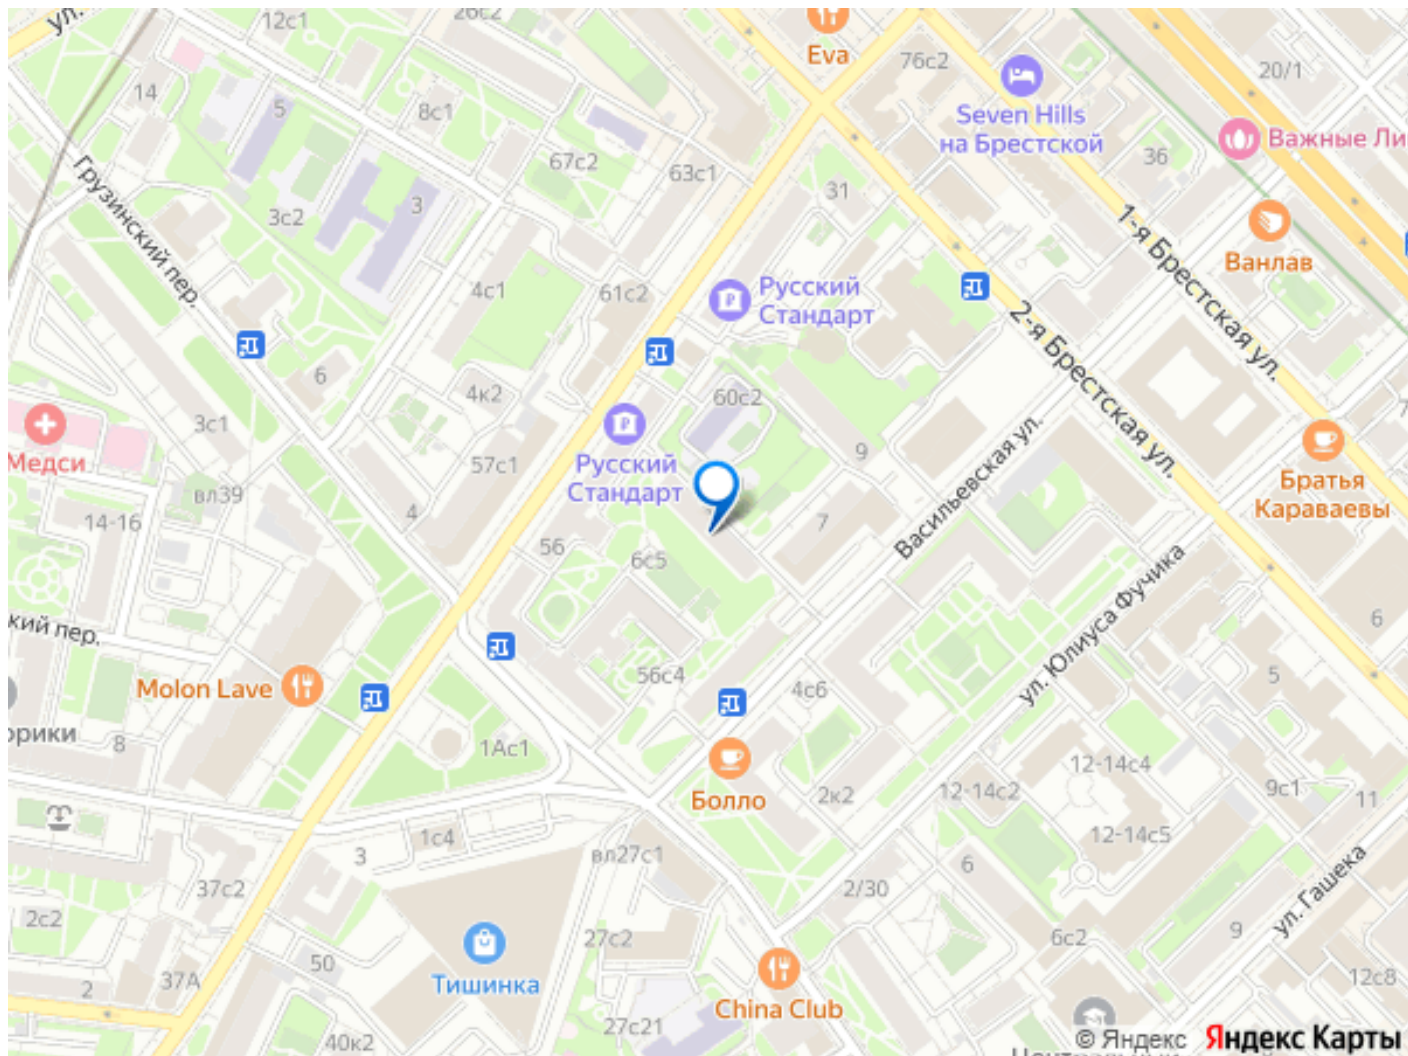 ул.
12с1
26с2
Eva
76с2
20/1
14
5
8с1
Seven Hills
на Брестской
Важные Ли
67с2
63с1
36
Грузинский пер.
3с2
3
31
1-я Брестская ул.
Ванлав
4с1
61с2
Русский
Стандарт
2-я Брестская ул.
6
4к2
60с2
3с1
Медси
57с1
Русский
Стандарт
9
Васильевская ул.
Братья
Караваевы
вл39
14-16
4
56
6с5
7
ул. Юлиуса Фучика
кий пер.
6
Molon Lave
56с4
4с6
5
орики
8
1Ас1
Болло
2к2
12-14с2
12-14с4
9с1
11
12-14с5
1с4
3
вл27с1
37с2
2/30
6
ул. Гашека
2с2
27с2
6с2
9
50
37А
Тишинка
2
China Club
12с8
27с21
40к2
© Яндекс
Яндекс Карты